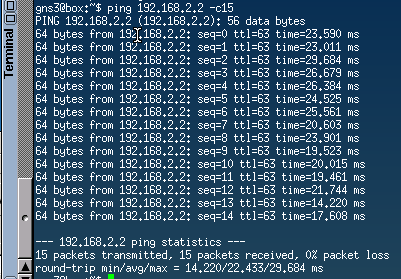 gns3@box:~$ ping 192.168.2.2 -c15
PING 192.168.2.2 (192.168.2.2): 56 data bytes
64 bytes from 192.168.2.2: seq=0 ttl=63 time=23.590 ms
64 bytes from 192.168.2.2: seq=1 ttl=63 time=23.011 ms
64 bytes from 192.168.2.2: seq=2 ttl=63 time=29.684 ms
64 bytes from 192.168.2.2: seq=3 ttl=63 time=26.679 ms
64 bytes from 192.168.2.2: seq=4 ttl=63 time=26.384 ms
64 bytes from 192.168.2.2: seq=5 ttl=63 time=24.525 ms
64 bytes from 192.168.2.2: seq=6 ttl=63 time=25.561 ms
64 bytes from 192.168.2.2: seq=7 ttl=63 time=20.603 ms
64 bytes from 192.168.2.2: seq=8 ttl=63 time=23.901 ms
64 bytes from 192.168.2.2: seq=9 ttl=63 time=19.523 ms
64 bytes from 192.168.2.2: seq=10 ttl=63 time=20.015 ms
64 bytes from 192.168.2.2: seq=11 ttl=63 time=19.461 ms
64 bytes from 192.168.2.2: seq=12 ttl=63 time=21.744 ms
64 bytes from 192.168.2.2: seq=13 ttl=63 time=14.220 ms
64 bytes from 192.168.2.2: seq=14 ttl=63 time=17.608 ms
--- 192.168.2.2 ping statistics ---
15 packets transmitted, 15 packets received, 0% packet loss
round-trip min/avg/max = 14.220/22.433/29.684 ms
Terminal